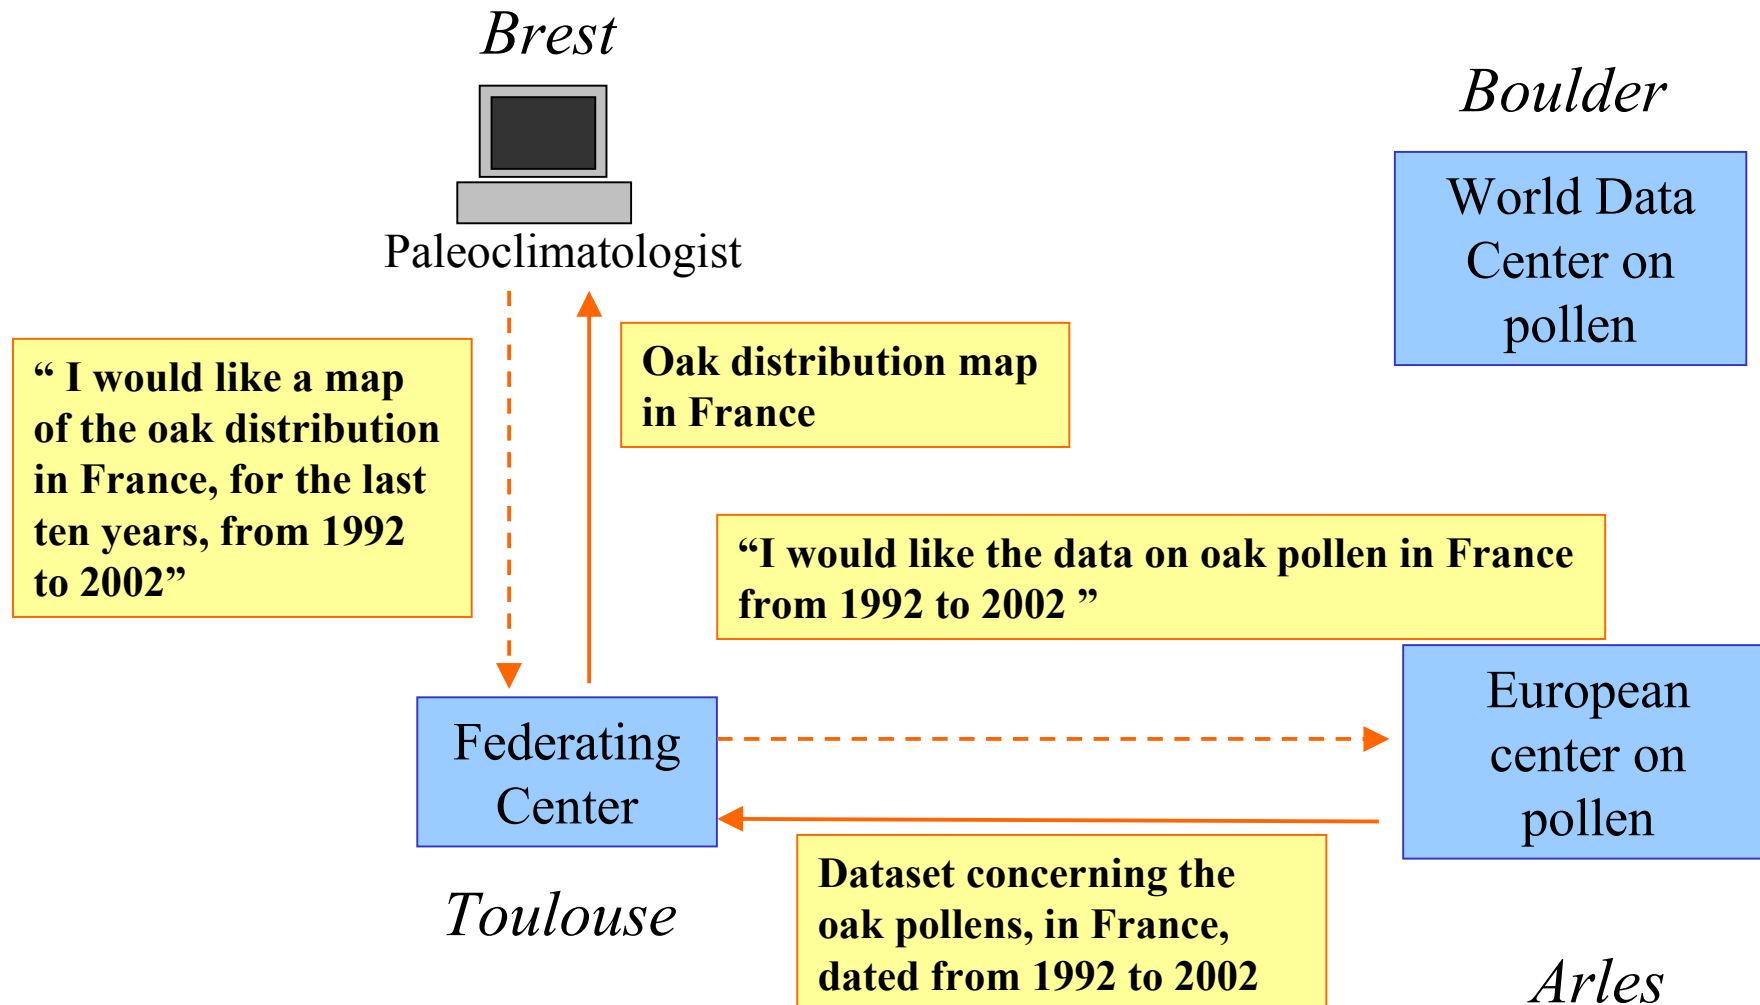 Brest
Boulder
World Data
Center on
pollen
Paleoclimatologist
“ I would like a map
of the oak distribution
in France, for the last
ten years, from 1992
to 2002”
Oak distribution map
in France
“I would like the data on oak pollen in France
from 1992 to 2002 ”
Federating
Center
European
center on
pollen
Dataset concerning the
oak pollens, in France,
dated from 1992 to 2002
Toulouse
Arles